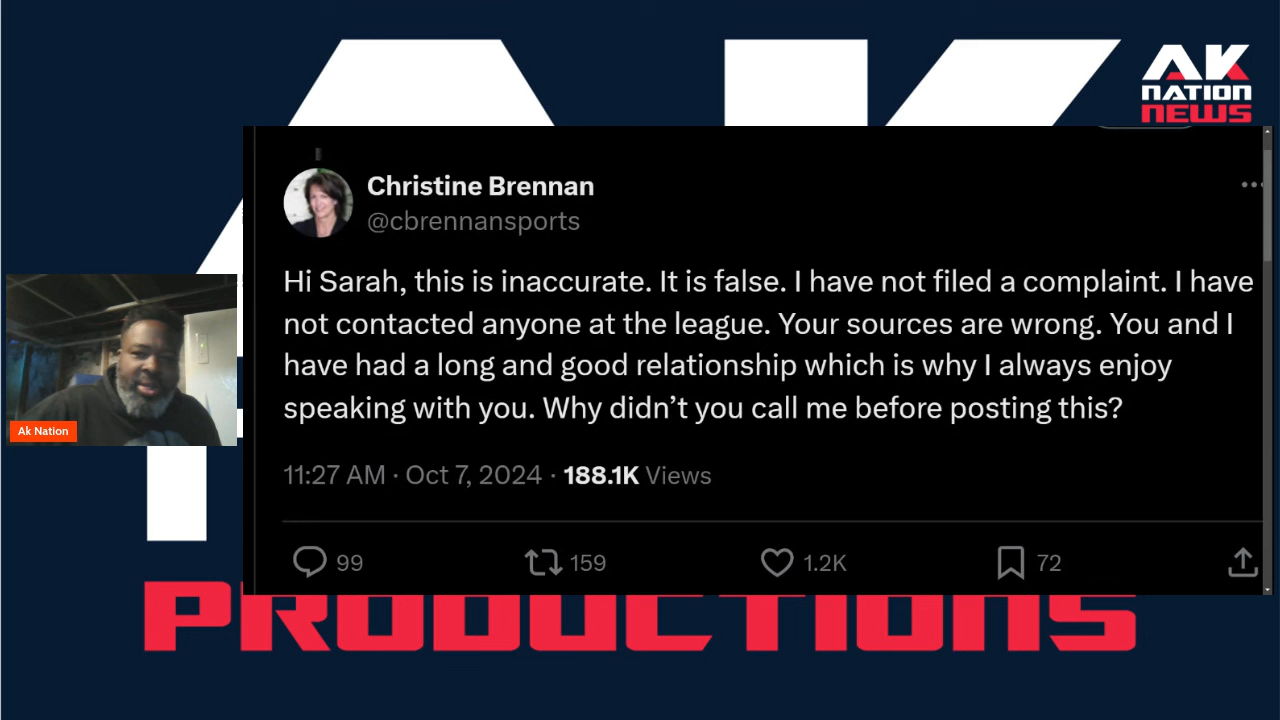 AK
NATION
NEWS
Christine Brennan
@cbrennansports
Hi Sarah, this is inaccurate. It is false. I have not filed a complaint. I have
not contacted anyone at the league. Your sources are wrong. You and I
have had a long and good relationship which is why I always enjoy
speaking with you. Why didn’t you call me before posting this?
11:27 AM · Oct 7, 2024 · 188.1K Views
99 159 1.2K 72
Ak Nation
PRODUCTIONS